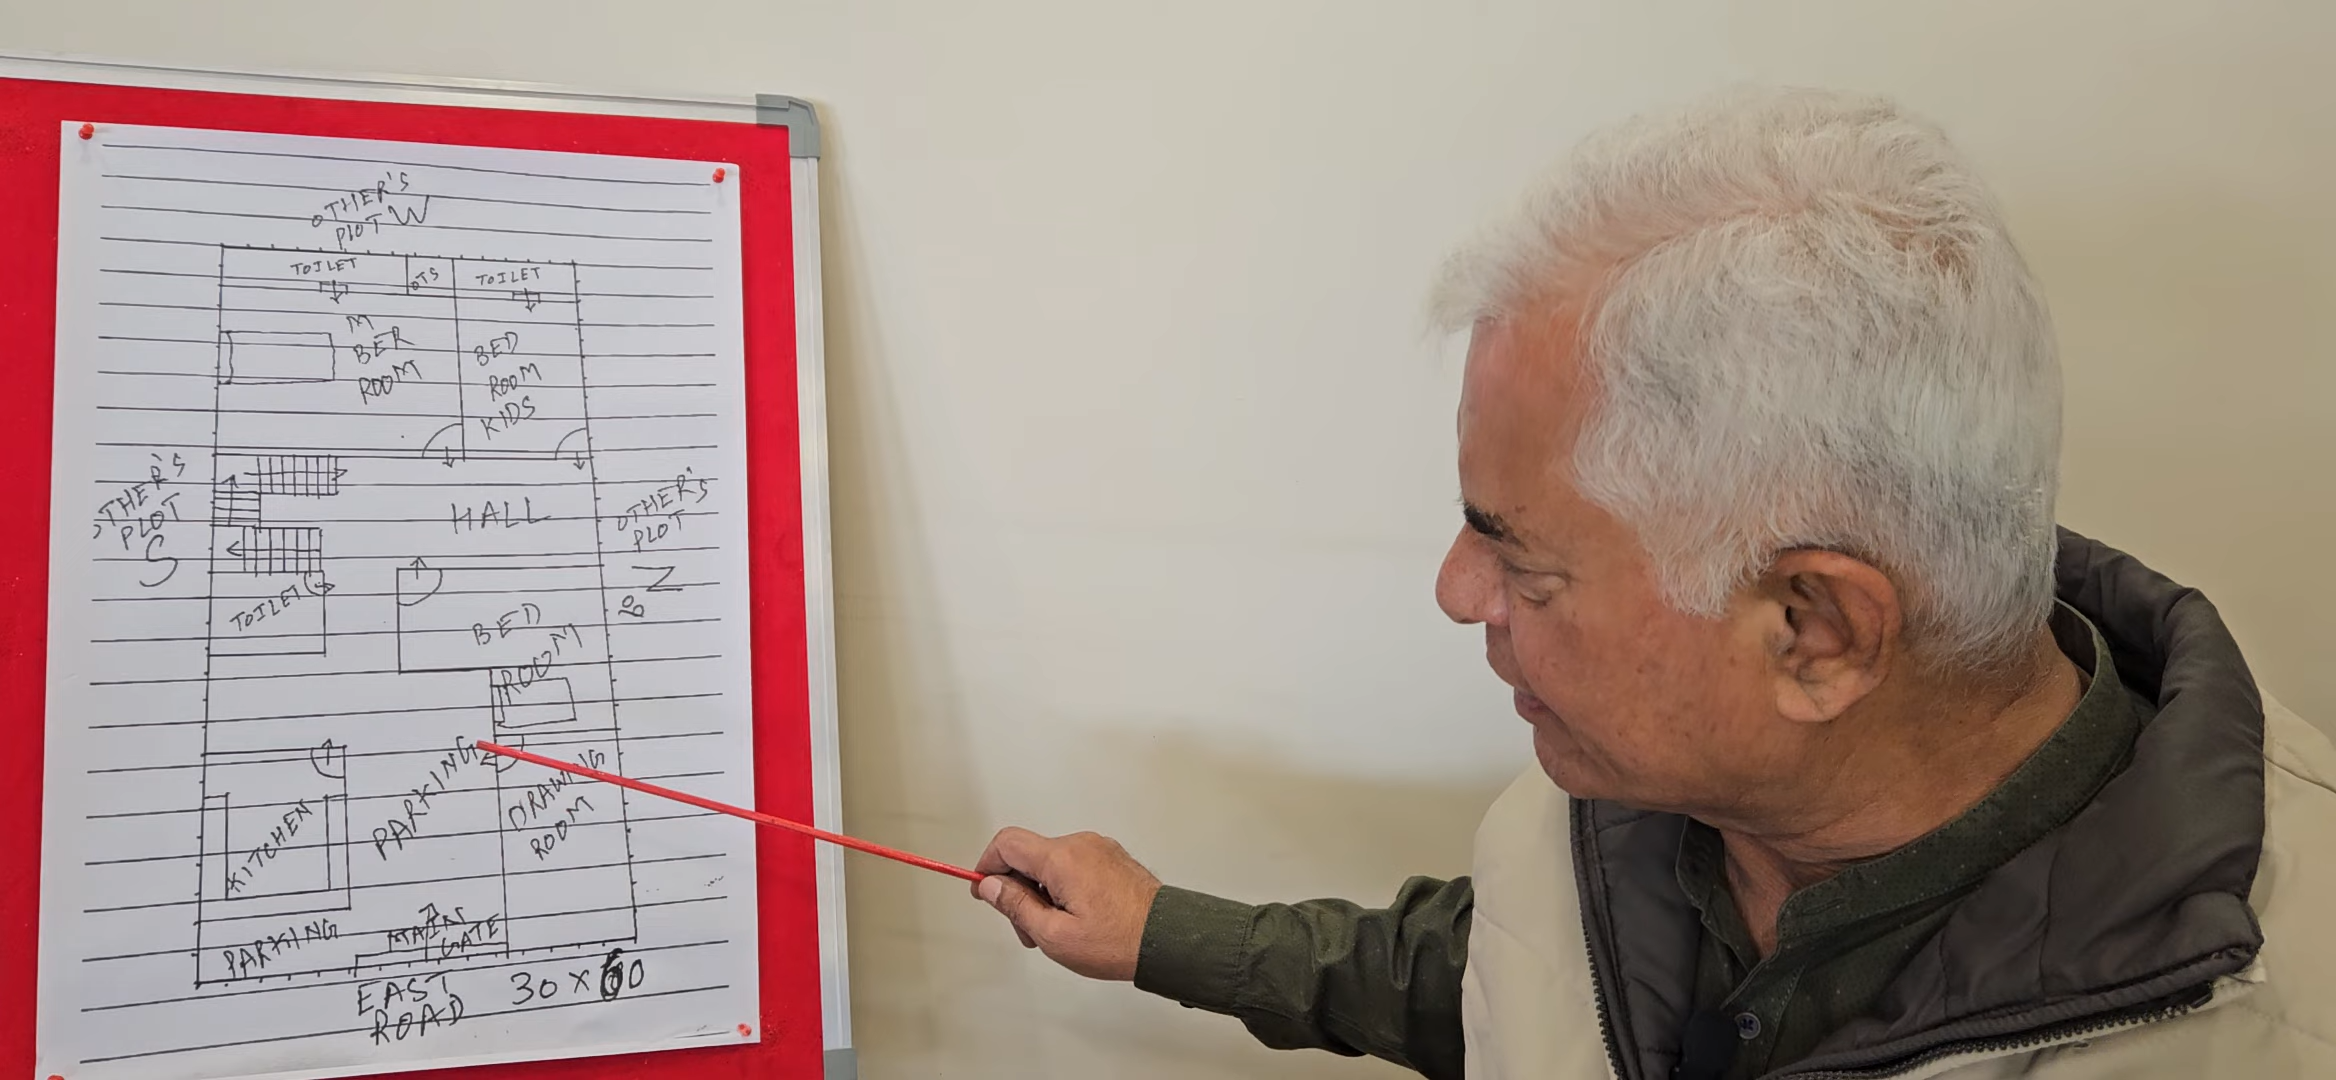 OTHER'S
PLOT W
TOILET
OTS
TOILET
M
BER
ROOM
BED
ROOM
KIDS
OTHER'S
PLOT
S
HALL
OTHER'S
PLOT
N
TOILET
BED
ROOM
PARKING
DRAWING
ROOM
KITCHEN
PARKING
MAIN
GATE
EAST
ROAD
30 X 60